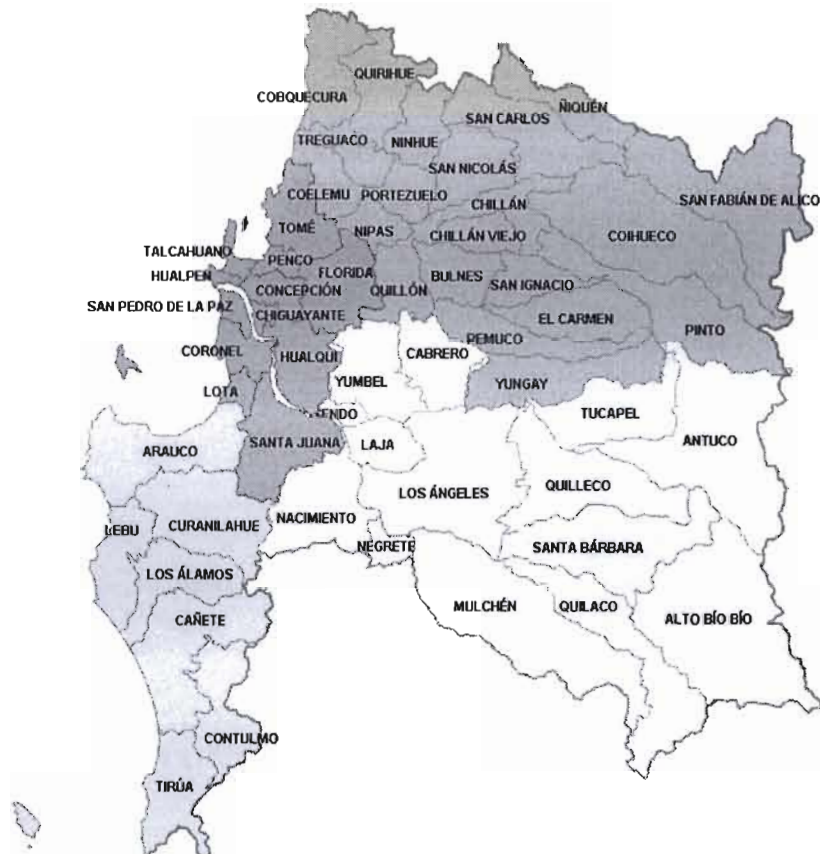 QUIRIHUE
COBQUECURA
ÑIQUÉN
SAN CARLOS
TREGUACO
NINHUE
SAN NICOLÁS
COELEMU
PORTEZUELO
CHILLÁN
SAN FABIÁN DE ALICO
TOMÉ
NIPAS
CHILLÁN VIEJO
COIHUECO
TALCAHUANO
PENCO
HUALPEN
FLORIDA
BULNES
CONCEPCIÓN
QUILLÓN
SAN IGNACIO
SAN PEDRO DE LA PAZ
CHIGUAYANTE
EL CARMEN
PINTO
CORONEL
HUALQUI
CABRERO
PEMUCO
YUMBEL
YUNGAY
LOTA
ENDO
TUCAPEL
SANTA JUANA
LAJA
ANTUCO
ARAUCO
LOS ÁNGELES
QUILLECO
NACIMIENTO
LEBU
CURANILAHUE
NEGRETE
SANTA BÁRBARA
LOS ÁLAMOS
MULCHÉN
QUILACO
CAÑETE
ALTO BÍO BÍO
CONTULMO
TIRÚA